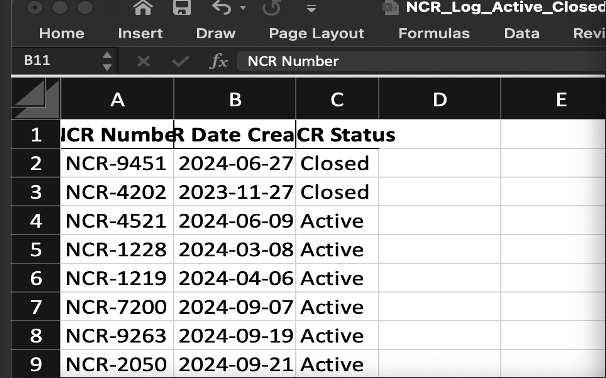 NCR_Log_Active_Closed
Home Insert Draw Page Layout Formulas Data Revi
B11 fx NCR Number
A B C D E
1 NCR Numbe R Date Crea CR Status
2 NCR-9451 2024-06-27 Closed
3 NCR-4202 2023-11-27 Closed
4 NCR-4521 2024-06-09 Active
5 NCR-1228 2024-03-08 Active
6 NCR-1219 2024-04-06 Active
7 NCR-7200 2024-09-07 Active
8 NCR-9263 2024-09-19 Active
9 NCR-2050 2024-09-21 Active